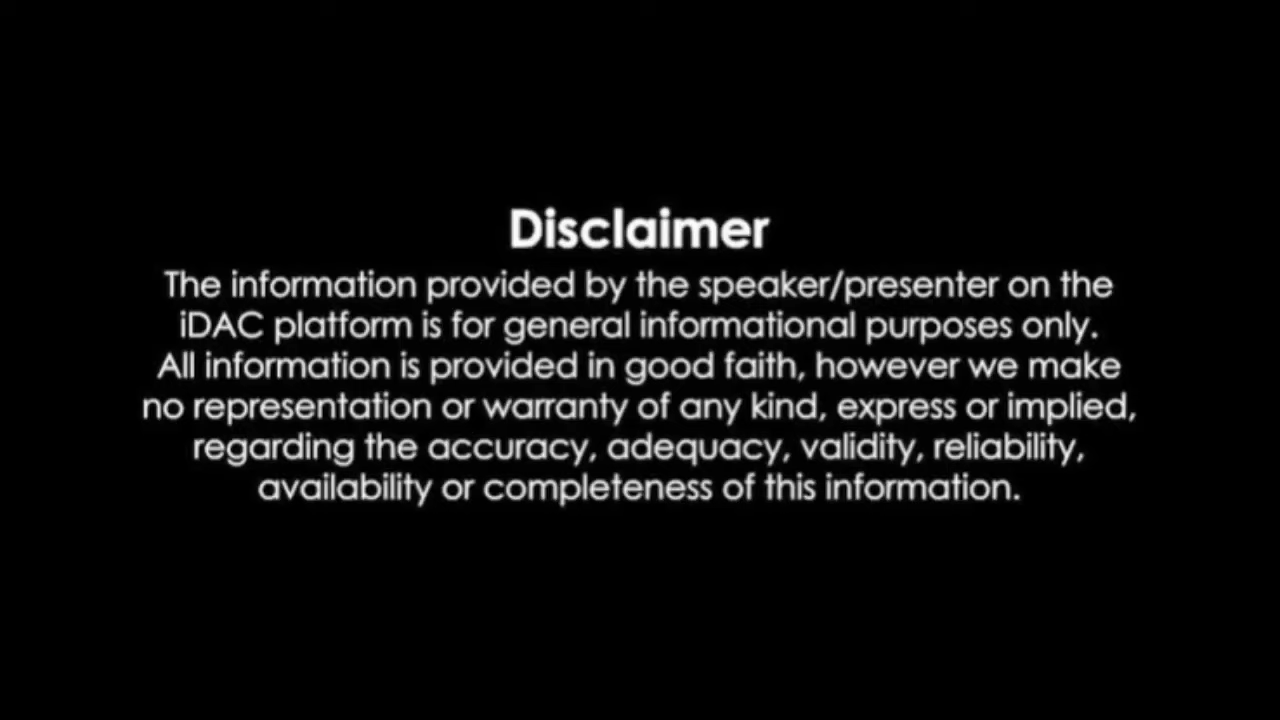 Disclaimer
The information provided by the speaker/presenter on the
iDAC platform is for general informational purposes only.
All information is provided in good faith, however we make
no representation or warranty of any kind, express or implied,
regarding the accuracy, adequacy, validity, reliability,
availability or completeness of this information.